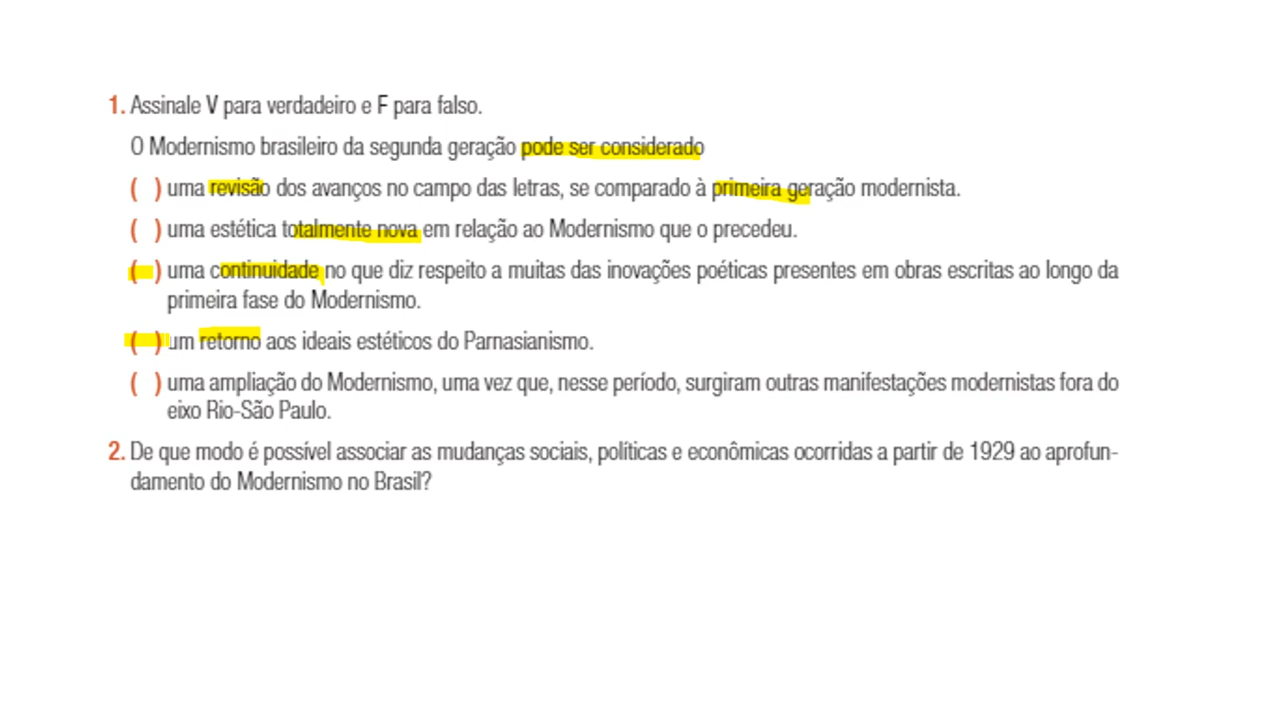 1. Assinale V para verdadeiro e F para falso.
O Modernismo brasileiro da segunda geração pode ser considerado
( ) uma revisão dos avanços no campo das letras, se comparado à primeira geração modernista.
( ) uma estética totalmente nova em relação ao Modernismo que o precedeu.
( ) uma continuidade no que diz respeito a muitas das inovações poéticas presentes em obras escritas ao longo da
primeira fase do Modernismo.
( ) um retorno aos ideais estéticos do Parnasianismo.
( ) uma ampliação do Modernismo, uma vez que, nesse período, surgiram outras manifestações modernistas fora do
eixo Rio-São Paulo.
2. De que modo é possível associar as mudanças sociais, políticas e econômicas ocorridas a partir de 1929 ao aprofun-
damento do Modernismo no Brasil?